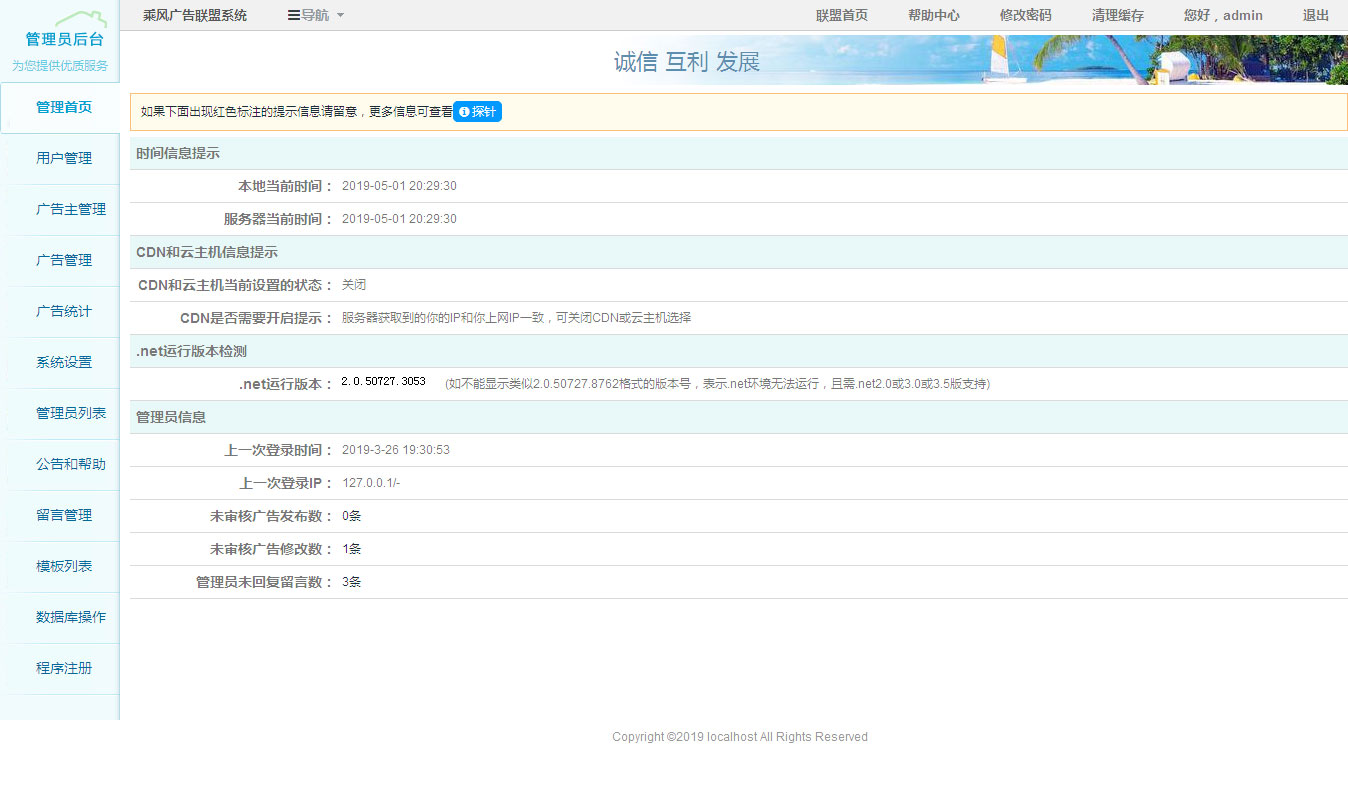 管理员后台
为您提供优质服务
乘风广告联盟系统 导航 联盟首页 帮助中心 修改密码 清理缓存 您好，admin 退出
诚信 互利 发展
管理首页
用户管理
广告主管理
广告管理
广告统计
系统设置
管理员列表
公告和帮助
留言管理
模板列表
数据库操作
程序注册
如果下面出现红色标注的提示信息请留意，更多信息可查看 探针
时间信息提示
本地当前时间： 2019-05-01 20:29:30
服务器当前时间： 2019-05-01 20:29:30
CDN和云主机信息提示
CDN和云主机当前设置的状态： 关闭
CDN是否需要开启提示： 服务器获取到的你的IP和你上网IP一致，可关闭CDN或云主机选择
.net运行版本检测
.net运行版本： 2.0.50727.3053 (如不能显示类似2.0.50727.8762格式的版本号，表示.net环境无法运行，且需.net2.0或3.0或3.5版支持)
管理员信息
上一次登录时间： 2019-3-26 19:30:53
上一次登录IP： 127.0.0.1/-
未审核广告发布数： 0条
未审核广告修改数： 1条
管理员未回复留言数： 3条
Copyright ©2019 localhost All Rights Reserved